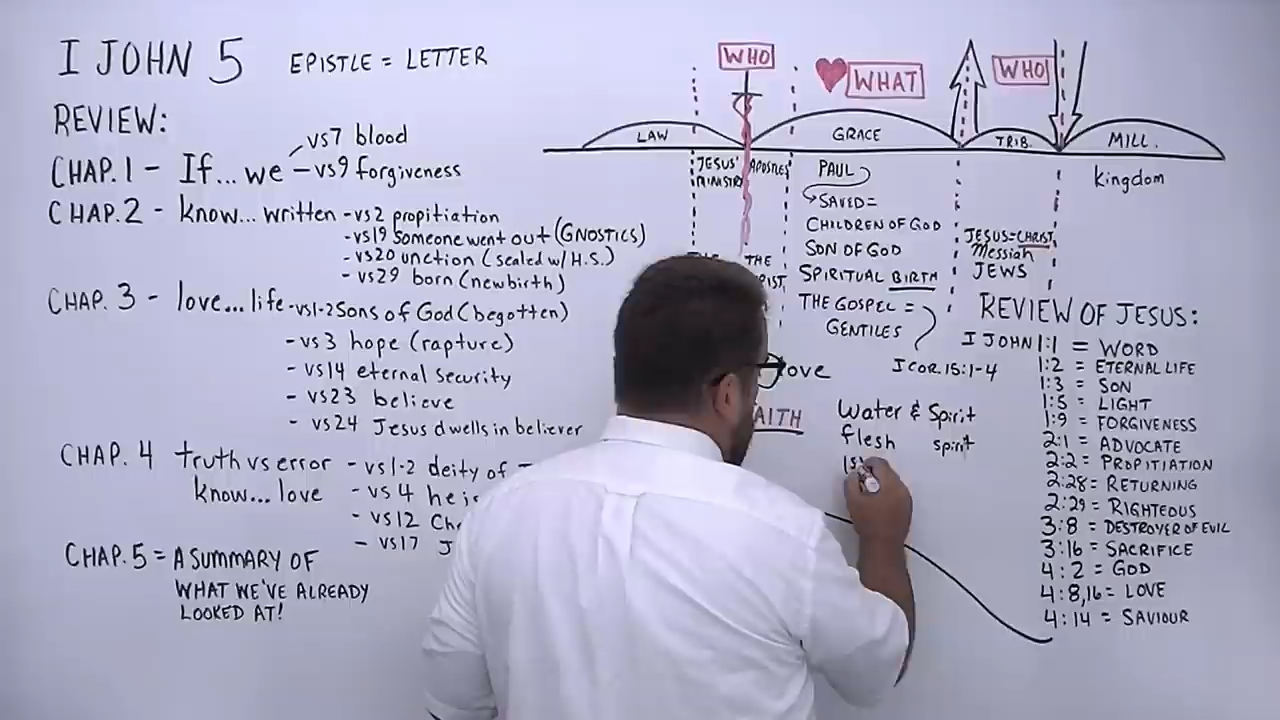 I JOHN 5 EPISTLE = LETTER
REVIEW:
CHAP. 1 - If... we - vs7 blood
- vs9 forgiveness
CHAP. 2 - know... written - vs2 propitiation
- vs19 someone went out (GNOSTICS)
- vs20 unction (sealed w/ H.S.)
- vs29 born (newbirth)
CHAP. 3 - love... life - vs1-2 Sons of God (begotten)
- vs3 hope (rapture)
- vs14 eternal security
- vs23 believe
- vs24 Jesus dwells in believer
CHAP. 4 truth vs error - vs1-2 deity of
know... love - vs4 he is
- vs12
- vs17
CHAP. 5 = A SUMMARY OF
WHAT WE'VE ALREADY
LOOKED AT!
WHO
WHAT
WHO
LAW
GRACE
TRIB.
MILL.
JESUS'
MINISTRY
APOSTLES
PAUL
Kingdom
SAVED =
CHILDREN OF GOD
SON OF GOD
SPIRITUAL BIRTH
THE GOSPEL =
GENTILES
I COR. 15:1-4
THE
JESUS = CHRIST
Messiah
JEWS
love
Water & Spirit
flesh spirit
REVIEW OF JESUS:
I JOHN 1:1 = WORD
1:2 = ETERNAL LIFE
1:3 = SON
1:5 = LIGHT
1:9 = FORGIVENESS
2:1 = ADVOCATE
2:2 = PROPITIATION
2:28 = RETURNING
2:29 = RIGHTEOUS
3:8 = DESTROYER OF EVIL
3:16 = SACRIFICE
4:2 = GOD
4:8,16 = LOVE
4:14 = SAVIOUR